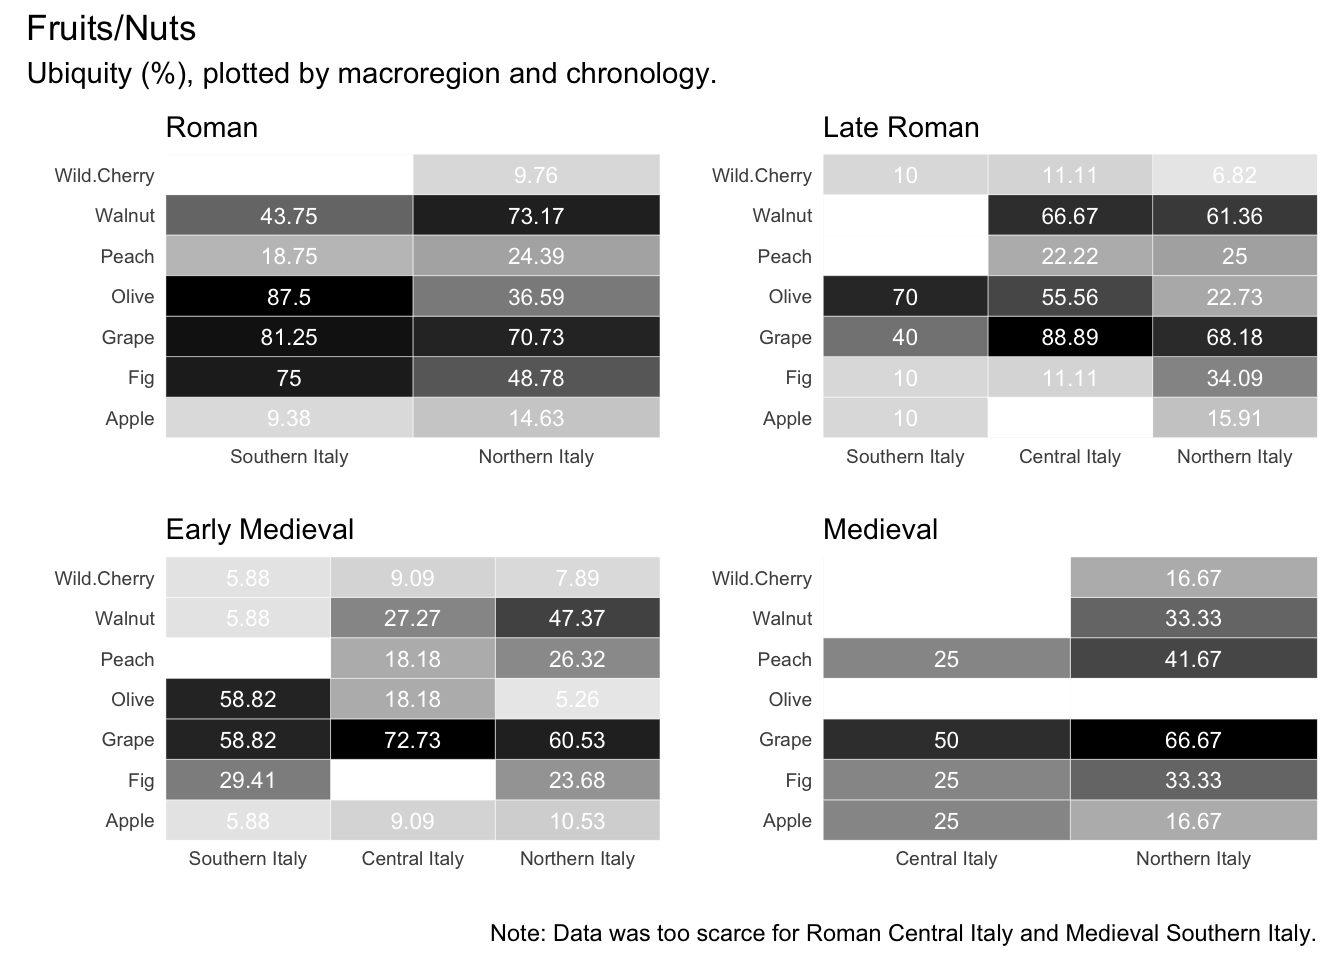 Fruits/Nuts
Ubiquity (%), plotted by macroregion and chronology.
Roman
Wild.Cherry 9.76
Walnut 43.75 73.17
Peach 18.75 24.39
Olive 87.5 36.59
Grape 81.25 70.73
Fig 75 48.78
Apple 9.38 14.63
Southern Italy Northern Italy
Late Roman
Wild.Cherry 10 11.11 6.82
Walnut 66.67 61.36
Peach 22.22 25
Olive 70 55.56 22.73
Grape 40 88.89 68.18
Fig 10 11.11 34.09
Apple 10 15.91
Southern Italy Central Italy Northern Italy
Early Medieval
Wild.Cherry 5.88 9.09 7.89
Walnut 5.88 27.27 47.37
Peach 18.18 26.32
Olive 58.82 18.18 5.26
Grape 58.82 72.73 60.53
Fig 29.41 23.68
Apple 5.88 9.09 10.53
Southern Italy Central Italy Northern Italy
Medieval
Wild.Cherry 16.67
Walnut 33.33
Peach 25 41.67
Olive
Grape 50 66.67
Fig 25 33.33
Apple 25 16.67
Central Italy Northern Italy
Note: Data was too scarce for Roman Central Italy and Medieval Southern Italy.